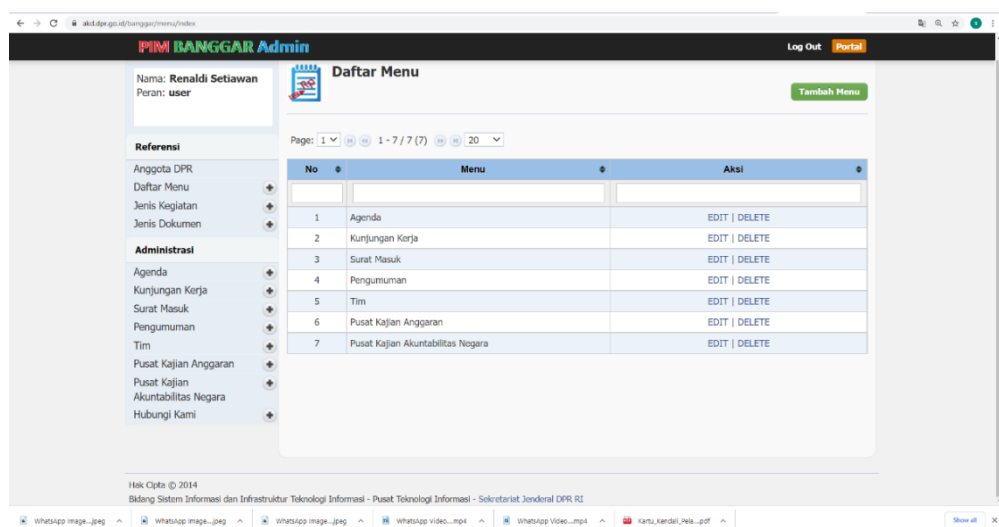 akd.dpr.go.id/banggar/menu/index
PIM BANGGAR Admin
Log Out Portal
Nama: Renaldi Setiawan
Peran: user
Daftar Menu
Tambah Menu
Page: 1 1 - 7 / 7 (7) 20
Referensi
Anggota DPR
Daftar Menu
Jenis Kegiatan
Jenis Dokumen
Administrasi
Agenda
Kunjungan Kerja
Surat Masuk
Pengumuman
Tim
Pusat Kajian Anggaran
Pusat Kajian
Akuntabilitas Negara
Hubungi Kami
No Menu Aksi
1 Agenda EDIT | DELETE
2 Kunjungan Kerja EDIT | DELETE
3 Surat Masuk EDIT | DELETE
4 Pengumuman EDIT | DELETE
5 Tim EDIT | DELETE
6 Pusat Kajian Anggaran EDIT | DELETE
7 Pusat Kajian Akuntabilitas Negara EDIT | DELETE
Hak Cipta © 2014
Bidang Sistem Informasi dan Infrastruktur Teknologi Informasi - Pusat Teknologi Informasi - Sekretariat Jenderal DPR RI
WhatsApp Image....jpeg WhatsApp Image....jpeg WhatsApp Image....jpeg WhatsApp Video....mp4 WhatsApp Video....mp4 Kartu_Kendali_Pela....pdf Show all